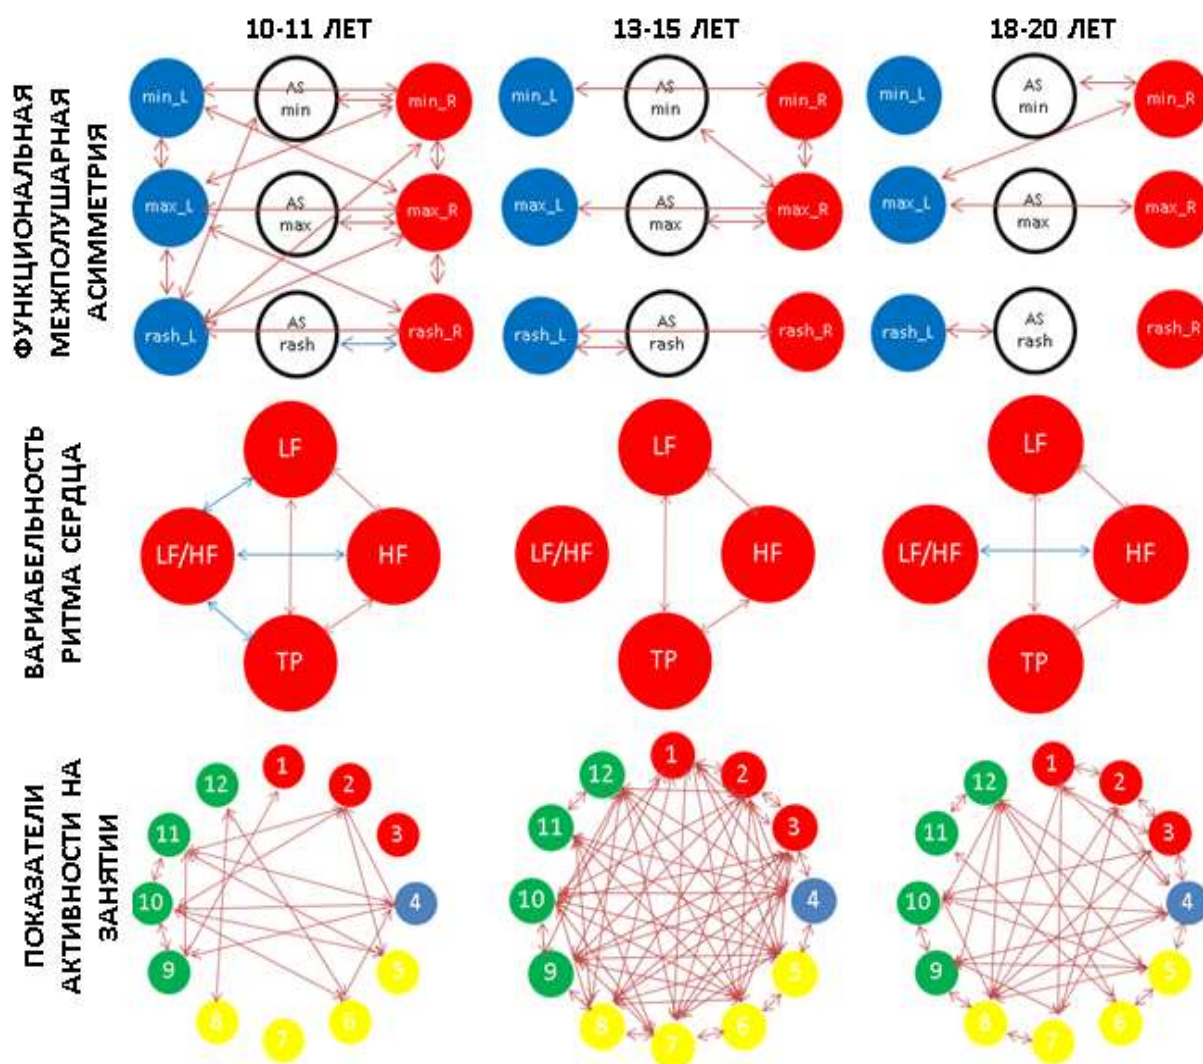 10-11 ЛЕТ
13-15 ЛЕТ
18-20 ЛЕТ
ФУНКЦИОНАЛЬНАЯ
МЕЖПОЛУШАРНАЯ
АСИММЕТРИЯ
min_L
AS
min
min_R
max_L
AS
max
max_R
rash_L
AS
rash
rash_R
min_L
AS
min
min_R
max_L
AS
max
max_R
rash_L
AS
rash
rash_R
min_L
AS
min
min_R
max_L
AS
max
max_R
rash_L
AS
rash
rash_R
ВАРИАБЕЛЬНОСТЬ
РИТМА СЕРДЦА
LF
LF/HF
HF
TP
LF
LF/HF
HF
TP
LF
LF/HF
HF
TP
ПОКАЗАТЕЛИ
АКТИВНОСТИ НА
ЗАНЯТИИ
1
2
3
4
5
6
7
8
9
10
11
12
1
2
3
4
5
6
7
8
9
10
11
12
1
2
3
4
5
6
7
8
9
10
11
12